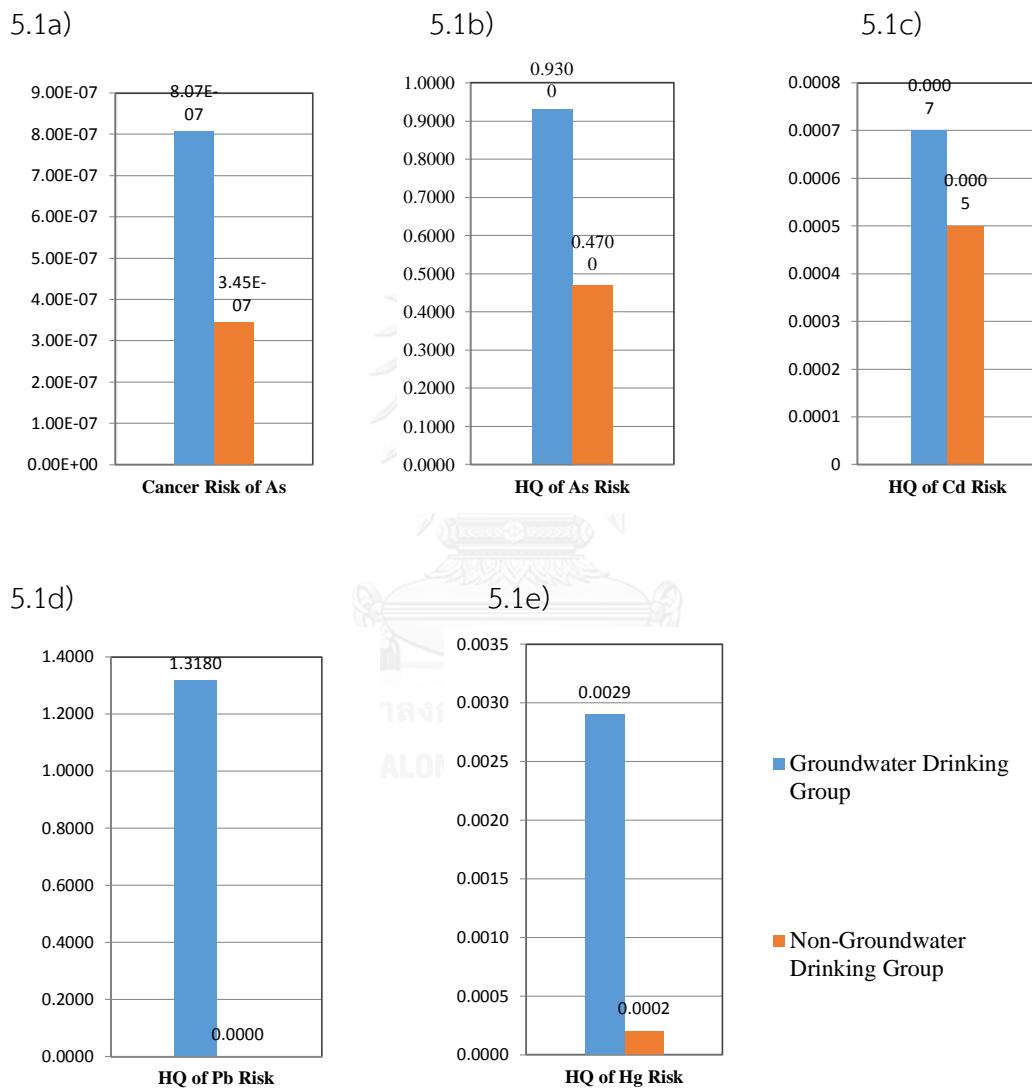 5.1a)
9.00E-07
8.00E-07
7.00E-07
6.00E-07
5.00E-07
4.00E-07
3.00E-07
2.00E-07
1.00E-07
0.00E+00
8.07E-
07
3.45E-
07
Cancer Risk of As
5.1b)
1.0000
0.9000
0.8000
0.7000
0.6000
0.5000
0.4000
0.3000
0.2000
0.1000
0.0000
0.930
0
0.470
0
HQ of As Risk
5.1c)
0.0008
0.0007
0.0006
0.0005
0.0004
0.0003
0.0002
0.0001
0
0.000
7
0.000
5
HQ of Cd Risk
5.1d)
1.4000
1.2000
1.0000
0.8000
0.6000
0.4000
0.2000
0.0000
1.3180
0.0000
HQ of Pb Risk
5.1e)
0.0035
0.0030
0.0025
0.0020
0.0015
0.0010
0.0005
0.0000
0.0029
0.0002
HQ of Hg Risk
Groundwater Drinking
Group
Non-Groundwater
Drinking Group